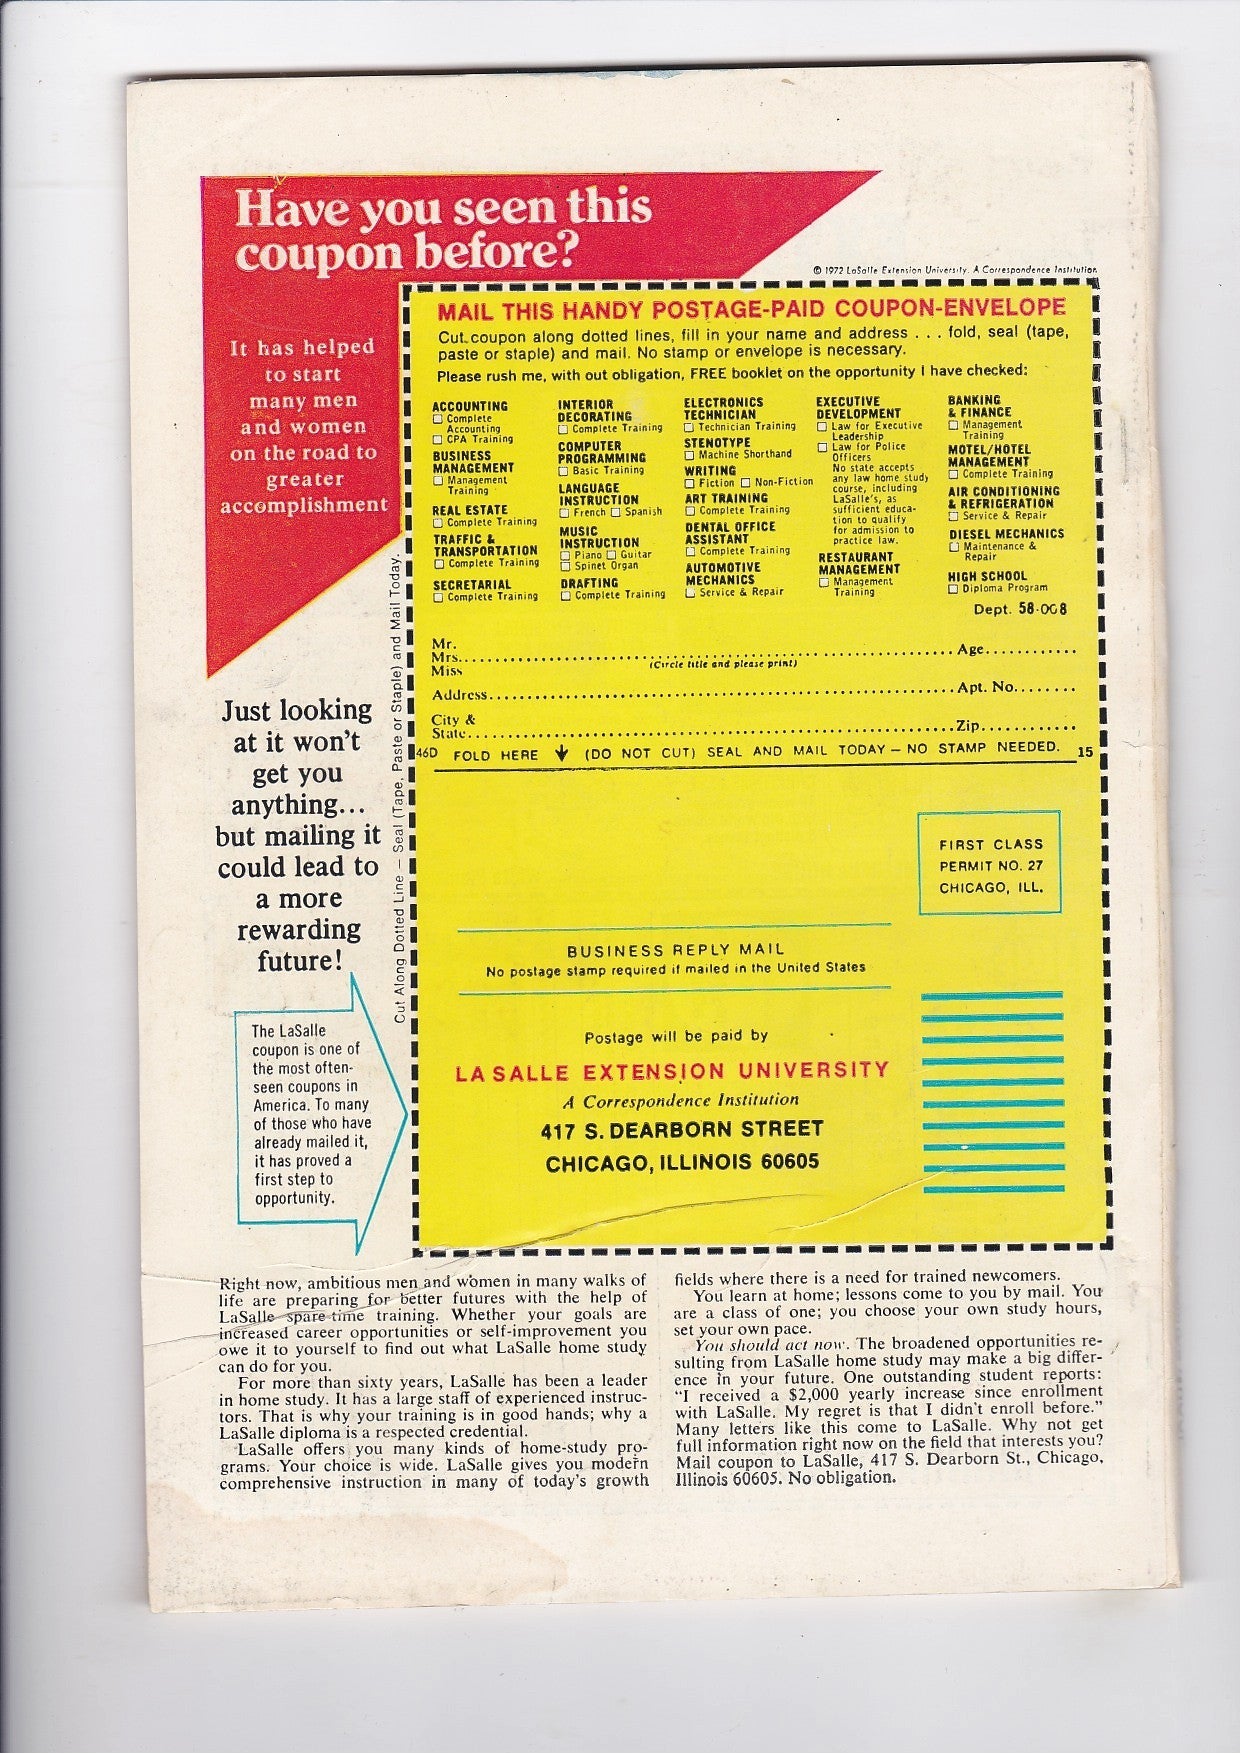 Have you seen this
coupon before?
It has helped
to start
many men
and women
on the road to
greater
accomplishment
© 1972 LaSalle Extension University. A Correspondence Institution
MAIL THIS HANDY POSTAGE-PAID COUPON-ENVELOPE
Cut coupon along dotted lines, fill in your name and address . . . fold, seal (tape,
paste or staple) and mail. No stamp or envelope is necessary.
Please rush me, with out obligation, FREE booklet on the opportunity I have checked:
ACCOUNTING
☐ Complete
Accounting
☐ CPA Training
BUSINESS
MANAGEMENT
☐ Management
Training
REAL ESTATE
☐ Complete Training
TRAFFIC &
TRANSPORTATION
☐ Complete Training
SECRETARIAL
☐ Complete Training
INTERIOR
DECORATING
☐ Complete Training
COMPUTER
PROGRAMMING
☐ Basic Training
LANGUAGE
INSTRUCTION
☐ French ☐ Spanish
MUSIC
INSTRUCTION
☐ Piano ☐ Guitar
☐ Spinet Organ
DRAFTING
☐ Complete Training
ELECTRONICS
TECHNICIAN
☐ Technician Training
STENOTYPE
☐ Machine Shorthand
WRITING
☐ Fiction ☐ Non-Fiction
ART TRAINING
☐ Complete Training
DENTAL OFFICE
ASSISTANT
☐ Complete Training
AUTOMOTIVE
MECHANICS
☐ Service & Repair
EXECUTIVE
DEVELOPMENT
☐ Law for Executive
Leadership
☐ Law for Police
Officers
No state accepts
any law home study
course, including
LaSalle's, as
sufficient educa-
tion to qualify
for admission to
practice law.
RESTAURANT
MANAGEMENT
☐ Management
Training
BANKING
& FINANCE
☐ Management
Training
MOTEL/HOTEL
MANAGEMENT
☐ Complete Training
AIR CONDITIONING
& REFRIGERATION
☐ Service & Repair
DIESEL MECHANICS
☐ Maintenance &
Repair
HIGH SCHOOL
☐ Diploma Program
Dept. 58-008
Mr.
Mrs. Age
Miss
(Circle title and please print)
Address Apt. No.
City &
State Zip
46D FOLD HERE ↓ (DO NOT CUT) SEAL AND MAIL TODAY – NO STAMP NEEDED. 15
Cut Along Dotted Line – Seal (Tape, Paste or Staple) and Mail Today.
Just looking
at it won't
get you
anything...
but mailing it
could lead to
a more
rewarding
future!
The LaSalle
coupon is one of
the most often-
seen coupons in
America. To many
of those who have
already mailed it,
it has proved a
first step to
opportunity.
FIRST CLASS
PERMIT NO. 27
CHICAGO, ILL.
BUSINESS REPLY MAIL
No postage stamp required if mailed in the United States
Postage will be paid by
LA SALLE EXTENSION UNIVERSITY
A Correspondence Institution
417 S. DEARBORN STREET
CHICAGO, ILLINOIS 60605
Right now, ambitious men and women in many walks of
life are preparing for better futures with the help of
LaSalle spare-time training. Whether your goals are
increased career opportunities or self-improvement you
owe it to yourself to find out what LaSalle home study
can do for you.
For more than sixty years, LaSalle has been a leader
in home study. It has a large staff of experienced instruc-
tors. That is why your training is in good hands; why a
LaSalle diploma is a respected credential.
LaSalle offers you many kinds of home-study pro-
grams. Your choice is wide. LaSalle gives you modern
comprehensive instruction in many of today's growth
fields where there is a need for trained newcomers.
You learn at home; lessons come to you by mail. You
are a class of one; you choose your own study hours,
set your own pace.
You should act now. The broadened opportunities re-
sulting from LaSalle home study may make a big differ-
ence in your future. One outstanding student reports:
"I received a $2,000 yearly increase since enrollment
with LaSalle. My regret is that I didn't enroll before."
Many letters like this come to LaSalle. Why not get
full information right now on the field that interests you?
Mail coupon to LaSalle, 417 S. Dearborn St., Chicago,
Illinois 60605. No obligation.